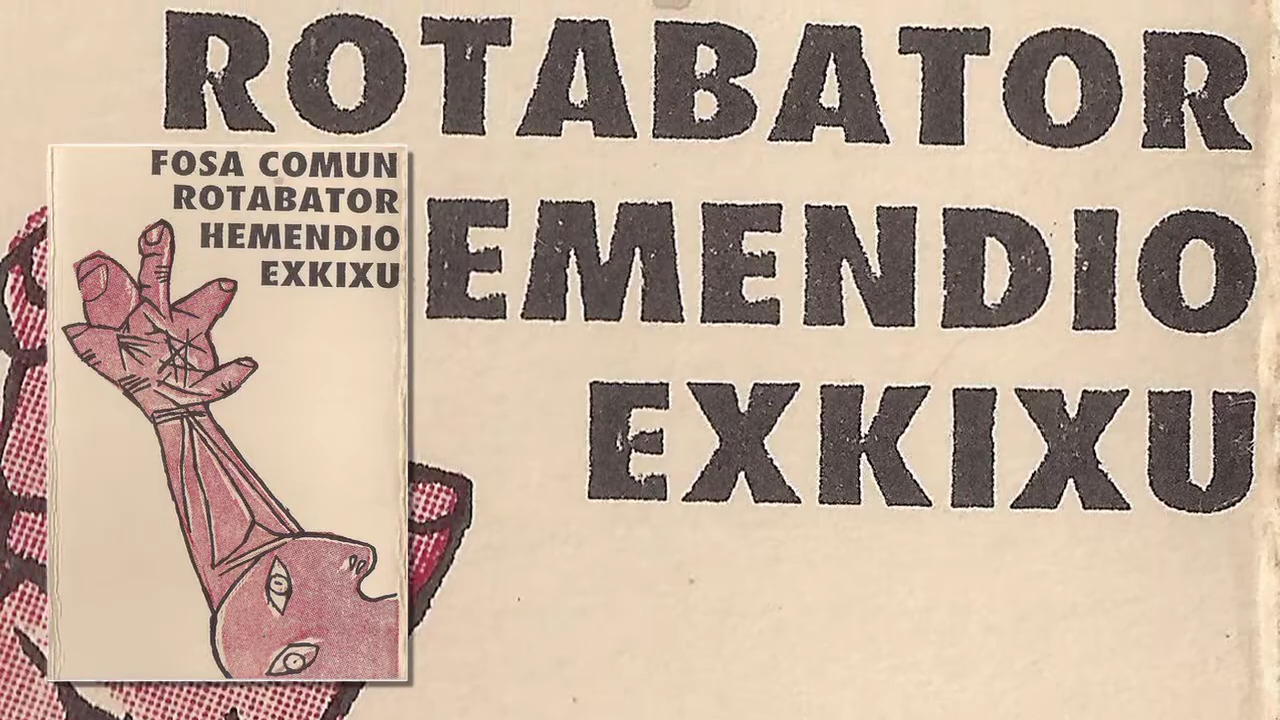 ROTABATOR
EMENDIO
EXKIXU
FOSA COMUN
ROTABATOR
HEMENDIO
EXKIXU